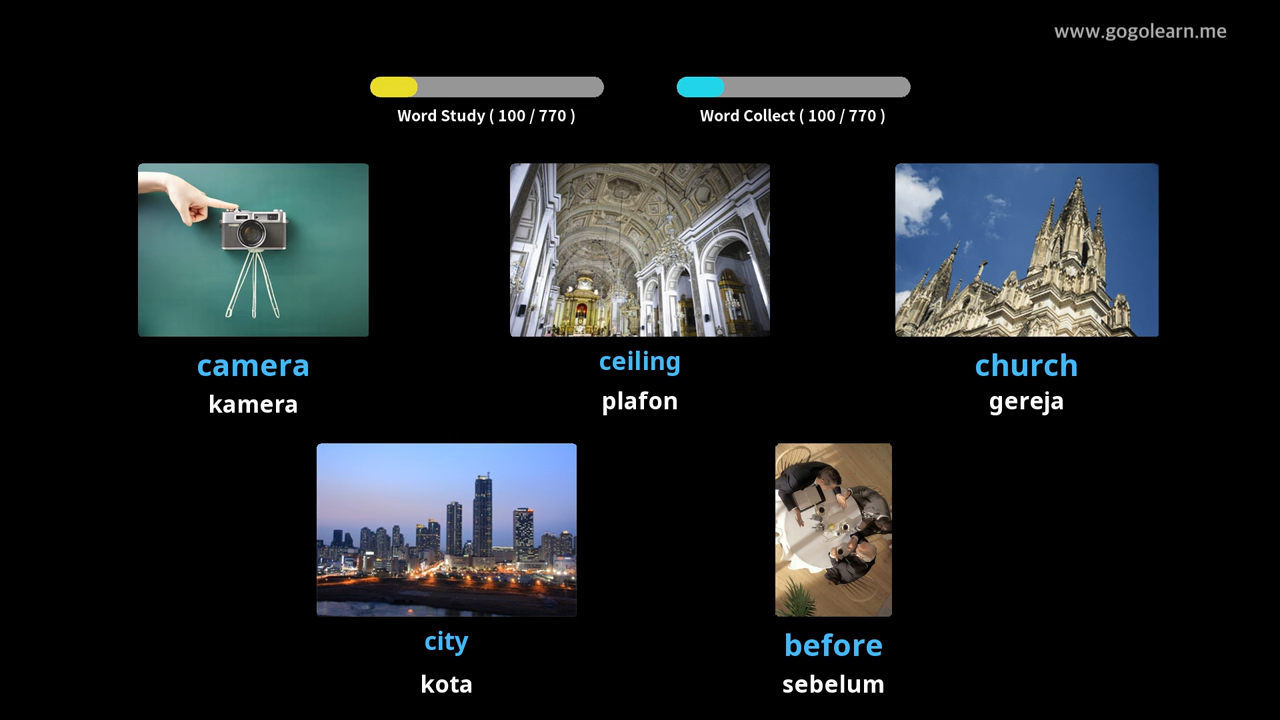 www.gogolearn.me
Word Study ( 100 / 770 )
Word Collect ( 100 / 770 )
camera
kamera
ceiling
plafon
church
gereja
city
kota
before
sebelum